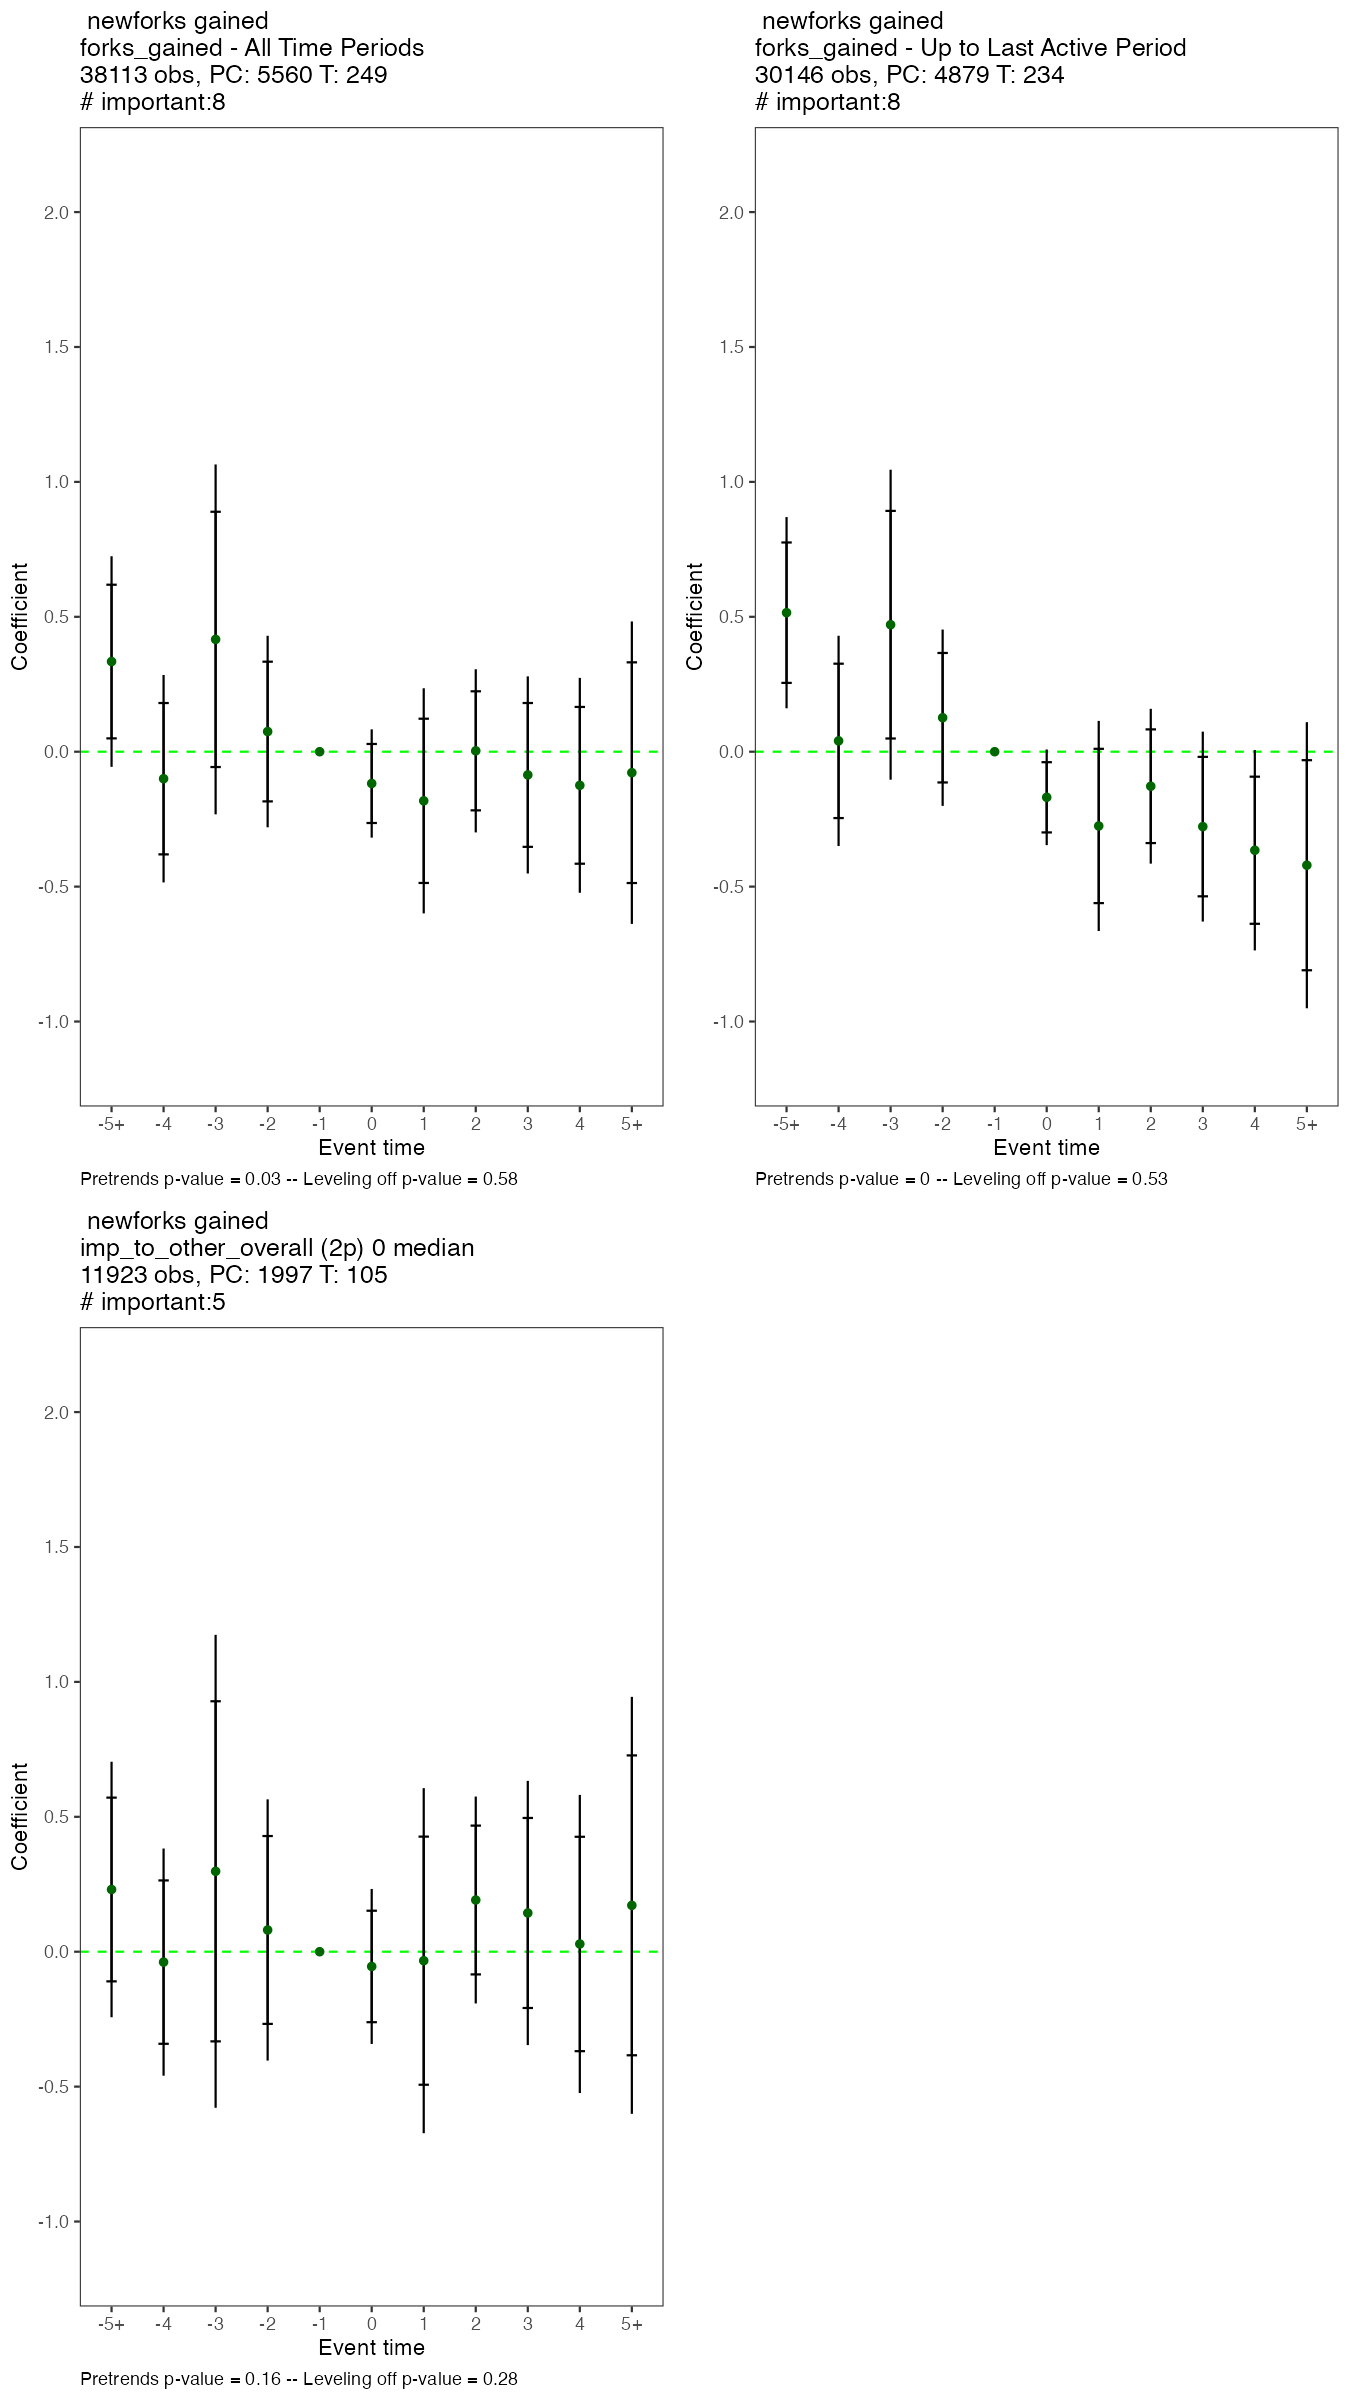 newforks gained
forks_gained - All Time Periods
38113 obs, PC: 5560 T: 249
# important:8
2.0
1.5
1.0
0.5
0.0
-0.5
-1.0
Coefficient
-5+ -4 -3 -2 -1 0 1 2 3 4 5+
Event time
Pretrends p-value = 0.03 -- Leveling off p-value = 0.58
newforks gained
forks_gained - Up to Last Active Period
30146 obs, PC: 4879 T: 234
# important:8
2.0
1.5
1.0
0.5
0.0
-0.5
-1.0
Coefficient
-5+ -4 -3 -2 -1 0 1 2 3 4 5+
Event time
Pretrends p-value = 0 -- Leveling off p-value = 0.53
newforks gained
imp_to_other_overall (2p) 0 median
11923 obs, PC: 1997 T: 105
# important:5
2.0
1.5
1.0
0.5
0.0
-0.5
-1.0
Coefficient
-5+ -4 -3 -2 -1 0 1 2 3 4 5+
Event time
Pretrends p-value = 0.16 -- Leveling off p-value = 0.28